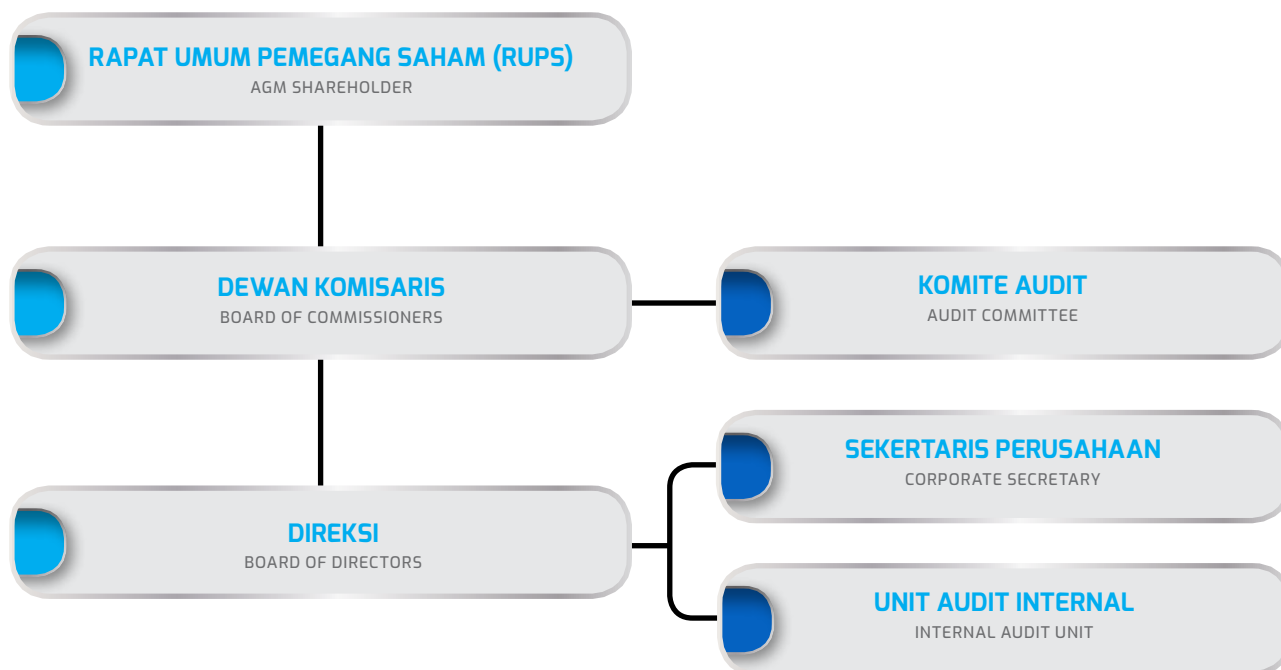 RAPAT UMUM PEMEGANG SAHAM (RUPS)
AGM SHAREHOLDER
DEWAN KOMISARIS
BOARD OF COMMISSIONERS
KOMITE AUDIT
AUDIT COMMITTEE
SEKERTARIS PERUSAHAAN
CORPORATE SECRETARY
DIREKSI
BOARD OF DIRECTORS
UNIT AUDIT INTERNAL
INTERNAL AUDIT UNIT